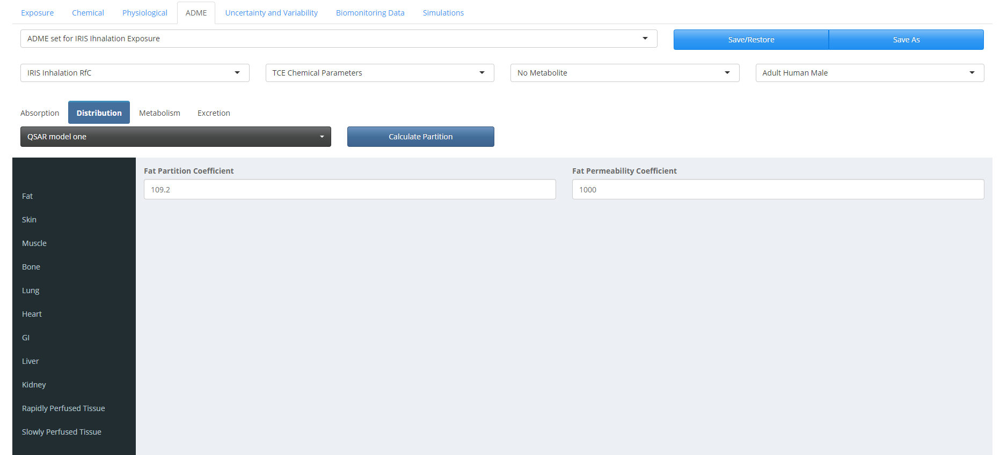 Exposure Chemical Physiological ADME Uncertainty and Variability Biomonitoring Data Simulations
ADME set for IRIS Ihnalation Exposure Save/Restore Save As
IRIS Inhalation RfC TCE Chemical Parameters No Metabolite Adult Human Male
Absorption Distribution Metabolism Excretion
QSAR model one Calculate Partition
Fat Partition Coefficient Fat Permeability Coefficient
109.2 1000
Fat
Skin
Muscle
Bone
Lung
Heart
GI
Liver
Kidney
Rapidly Perfused Tissue
Slowly Perfused Tissue